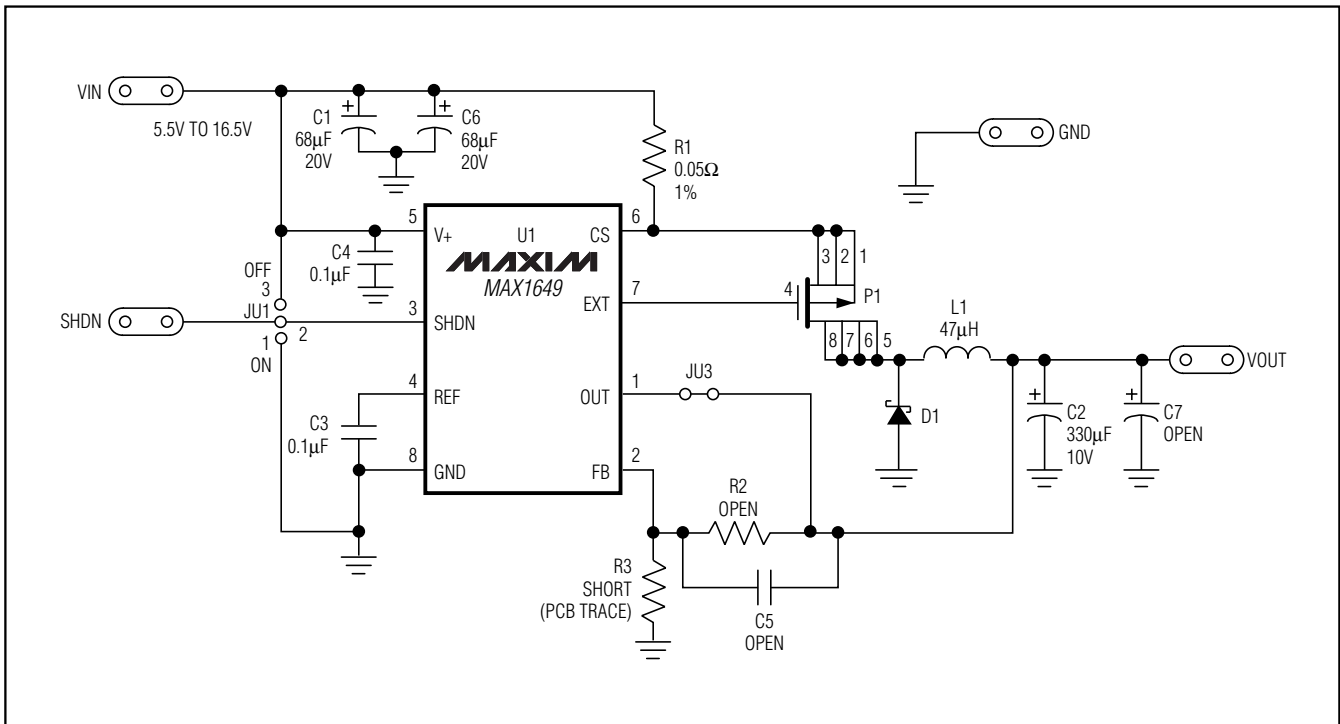 VIN
5.5V TO 16.5V
C1
68μF
20V
C6
68μF
20V
R1
0.05Ω
1%
GND
5
V+
U1
CS
6
MAXIM
MAX1649
C4
0.1μF
OFF
3
JU1
SHDN
2
1
ON
3
SHDN
EXT
7
3
2
1
4
P1
8
7
6
5
L1
47μH
VOUT
4
REF
OUT
1
JU3
D1
C2
330μF
10V
C7
OPEN
C3
0.1μF
8
GND
FB
2
R2
OPEN
R3
SHORT
(PCB TRACE)
C5
OPEN